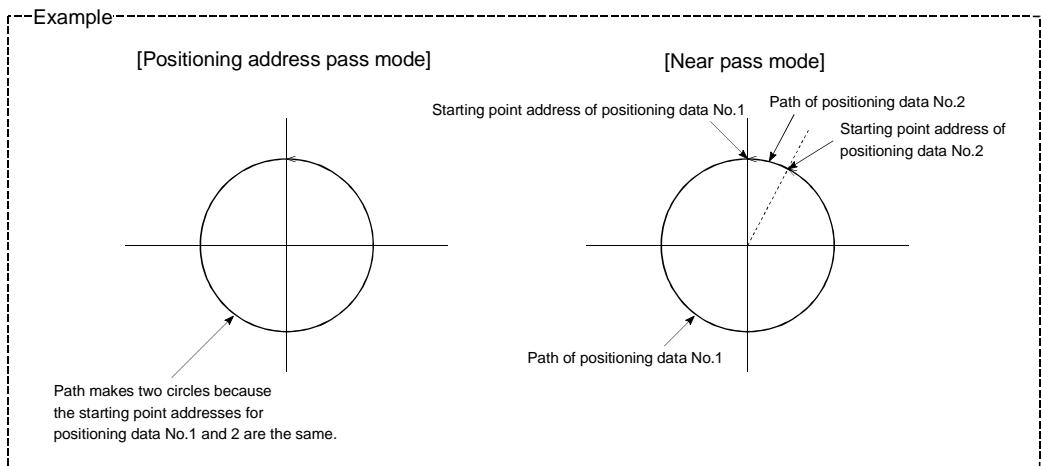 Example
[Positioning address pass mode]
[Near pass mode]
Starting point address of positioning data No.1
Path of positioning data No.2
Starting point address of
positioning data No.2
Path of positioning data No.1
Path makes two circles because
the starting point addresses for
positioning data No.1 and 2 are the same.